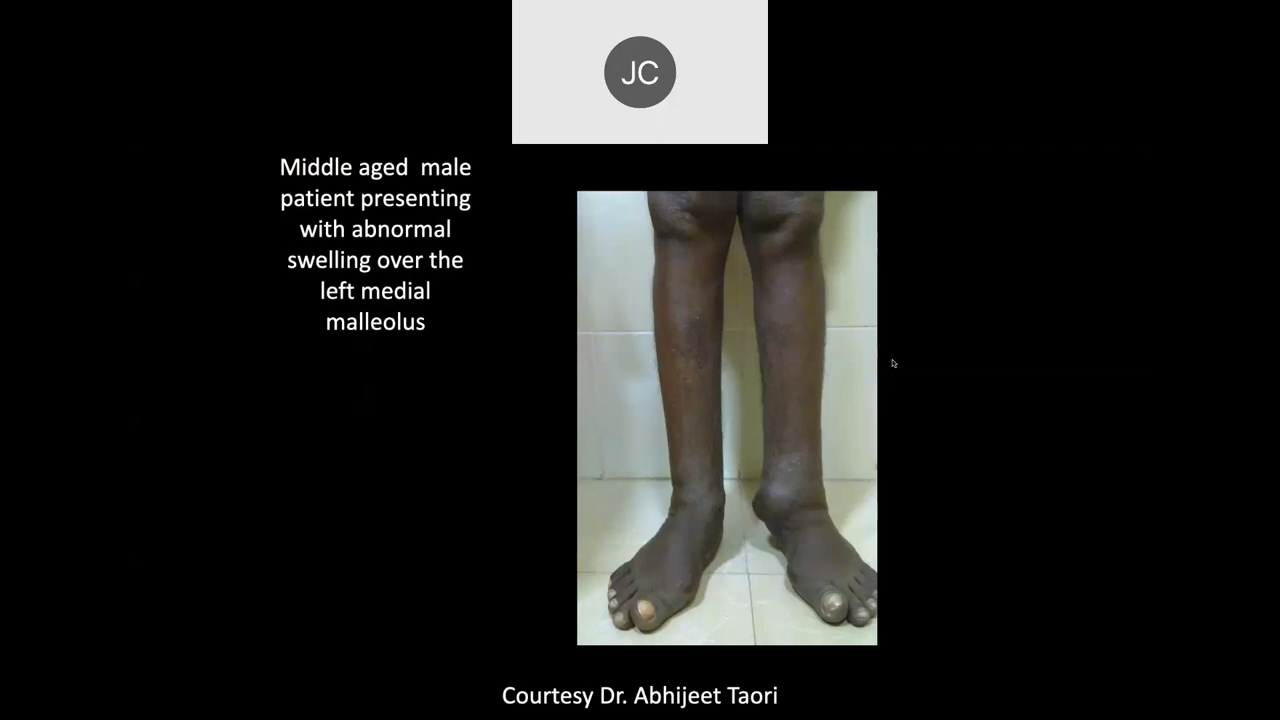 JC
Middle aged  male
patient presenting
with abnormal
swelling over the
left medial
malleolus
Courtesy Dr. Abhijeet Taori